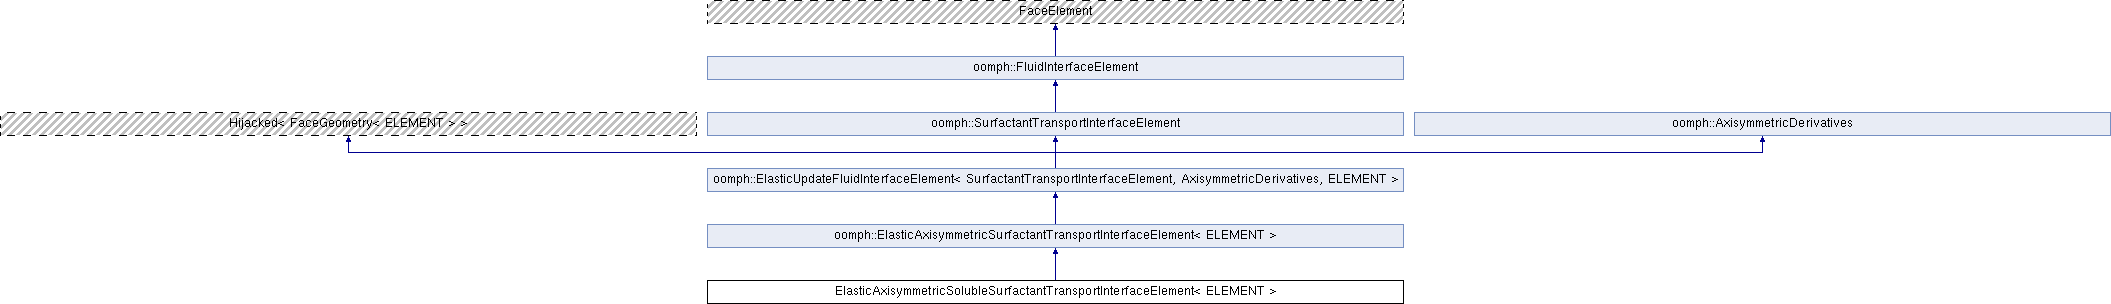 FaceElement
oomph::FluidInterfaceElement
Hijacked< FaceGeometry< ELEMENT > >
oomph::SurfactantTransportInterfaceElement
oomph::AxisymmetricDerivatives
oomph::ElasticUpdateFluidInterfaceElement< SurfactantTransportInterfaceElement, AxisymmetricDerivatives, ELEMENT >
oomph::ElasticAxisymmetricSurfactantTransportInterfaceElement< ELEMENT >
ElasticAxisymmetricSolubleSurfactantTransportInterfaceElement< ELEMENT >